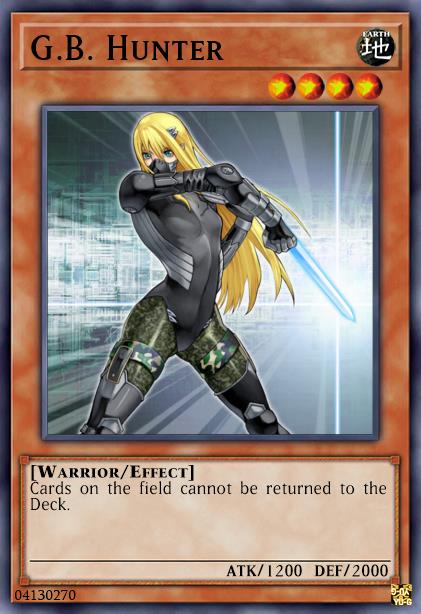 G.B. Hunter
EARTH
地
[Warrior/Effect]
Cards on the field cannot be returned to the
Deck.
ATK/1200 DEF/2000
04130270